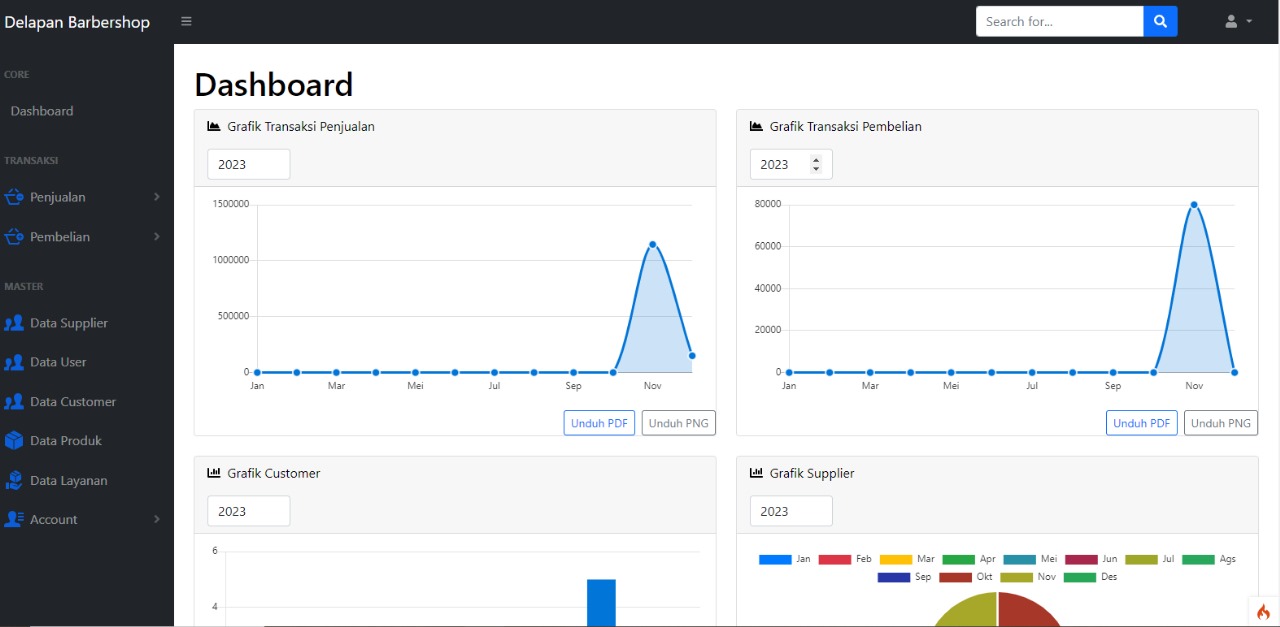 Delapan Barbershop
Search for...
CORE
Dashboard
TRANSAKSI
Penjualan
Pembelian
MASTER
Data Supplier
Data User
Data Customer
Data Produk
Data Layanan
Account
Dashboard
Grafik Transaksi Penjualan
2023
1500000
1000000
500000
0
Jan Mar Mei Jul Sep Nov
Unduh PDF Unduh PNG
Grafik Transaksi Pembelian
2023
80000
60000
40000
20000
0
Jan Mar Mei Jul Sep Nov
Unduh PDF Unduh PNG
Grafik Customer
2023
6
4
Grafik Supplier
2023
Jan Feb Mar Apr Mei Jun Jul Ags
Sep Okt Nov Des